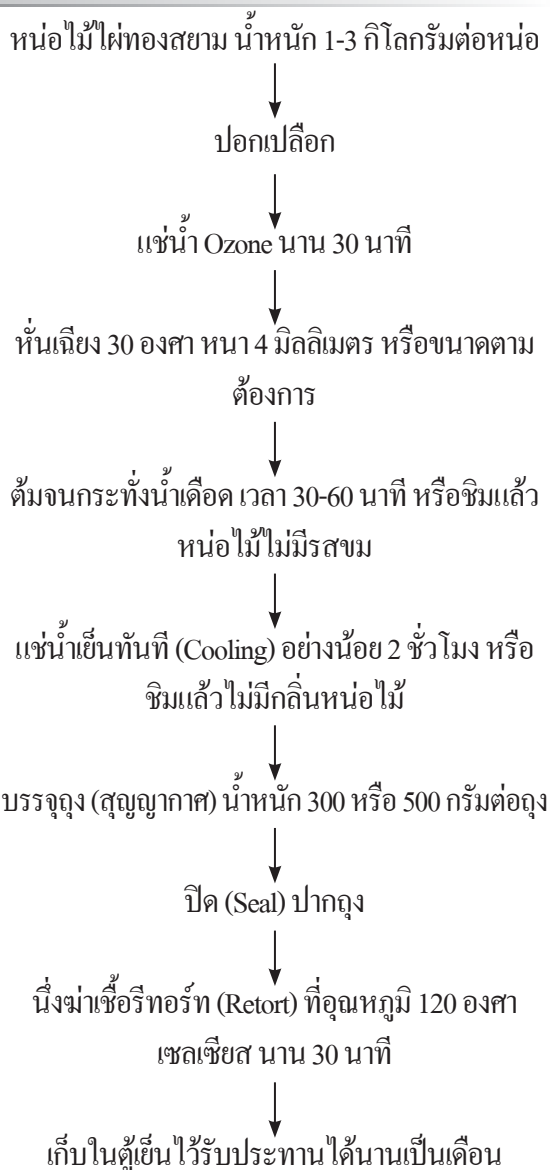 หน่อไม้ไผ่ทองสยาม น้ำหนัก 1-3 กิโลกรัมต่อหน่อ
ปอกเปลือก
แช่น้ำ Ozone นาน 30 นาที
หั่นเฉียง 30 องศา หนา 4 มิลลิเมตร หรือขนาดตาม
ต้องการ
ต้มจนกระทั่งน้ำเดือด เวลา 30-60 นาที หรือชิมแล้ว
หน่อไม้ไม่มีรสขม
แช่น้ำเย็นทันที (Cooling) อย่างน้อย 2 ชั่วโมง หรือ
ชิมแล้วไม่มีกลิ่นหน่อไม้
บรรจุถุง (สุญญากาศ) น้ำหนัก 300 หรือ 500 กรัมต่อถุง
ปิด (Seal) ปากถุง
นึ่งฆ่าเชื้อรีทอร์ท (Retort) ที่อุณหภูมิ 120 องศา
เซลเซียส นาน 30 นาที
เก็บในตู้เย็นไว้รับประทานได้นานเป็นเดือน